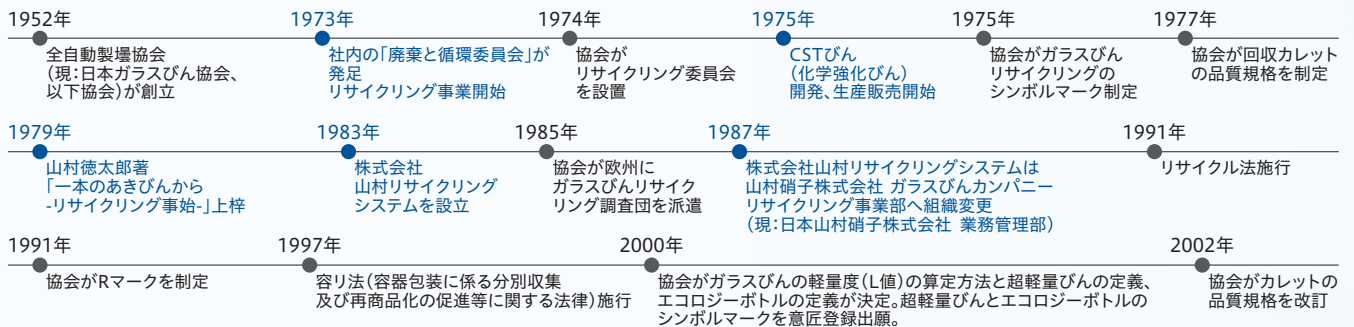 1952年
全自動製壜協会
(現:日本ガラスびん協会、
以下協会)が創立
1973年
社内の「廃棄と循環委員会」が
発足
リサイクリング事業開始
1974年
協会が
リサイクリング委員会
を設置
1975年
CSTびん
(化学強化びん)
開発、生産販売開始
1975年
協会がガラスびん
リサイクリングの
シンボルマーク制定
1977年
協会が回収カレット
の品質規格を制定
1979年
山村徳太郎著
「一本のあきびんから
-リサイクリング事始-」上梓
1983年
株式会社
山村リサイクリング
システムを設立
1985年
協会が欧州に
ガラスびんリサイク
リング調査団を派遣
1987年
株式会社山村リサイクリングシステムは
山村硝子株式会社 ガラスびんカンパニー
リサイクリング事業部へ組織変更
(現:日本山村硝子株式会社 業務管理部)
1991年
リサイクル法施行
1991年
協会がRマークを制定
1997年
容リ法(容器包装に係る分別収集
及び再商品化の促進等に関する法律)施行
2000年
協会がガラスびんの軽量度(L値)の算定方法と超軽量びんの定義、
エコロジーボトルの定義が決定。超軽量びんとエコロジーボトルの
シンボルマークを意匠登録出願。
2002年
協会がカレットの
品質規格を改訂